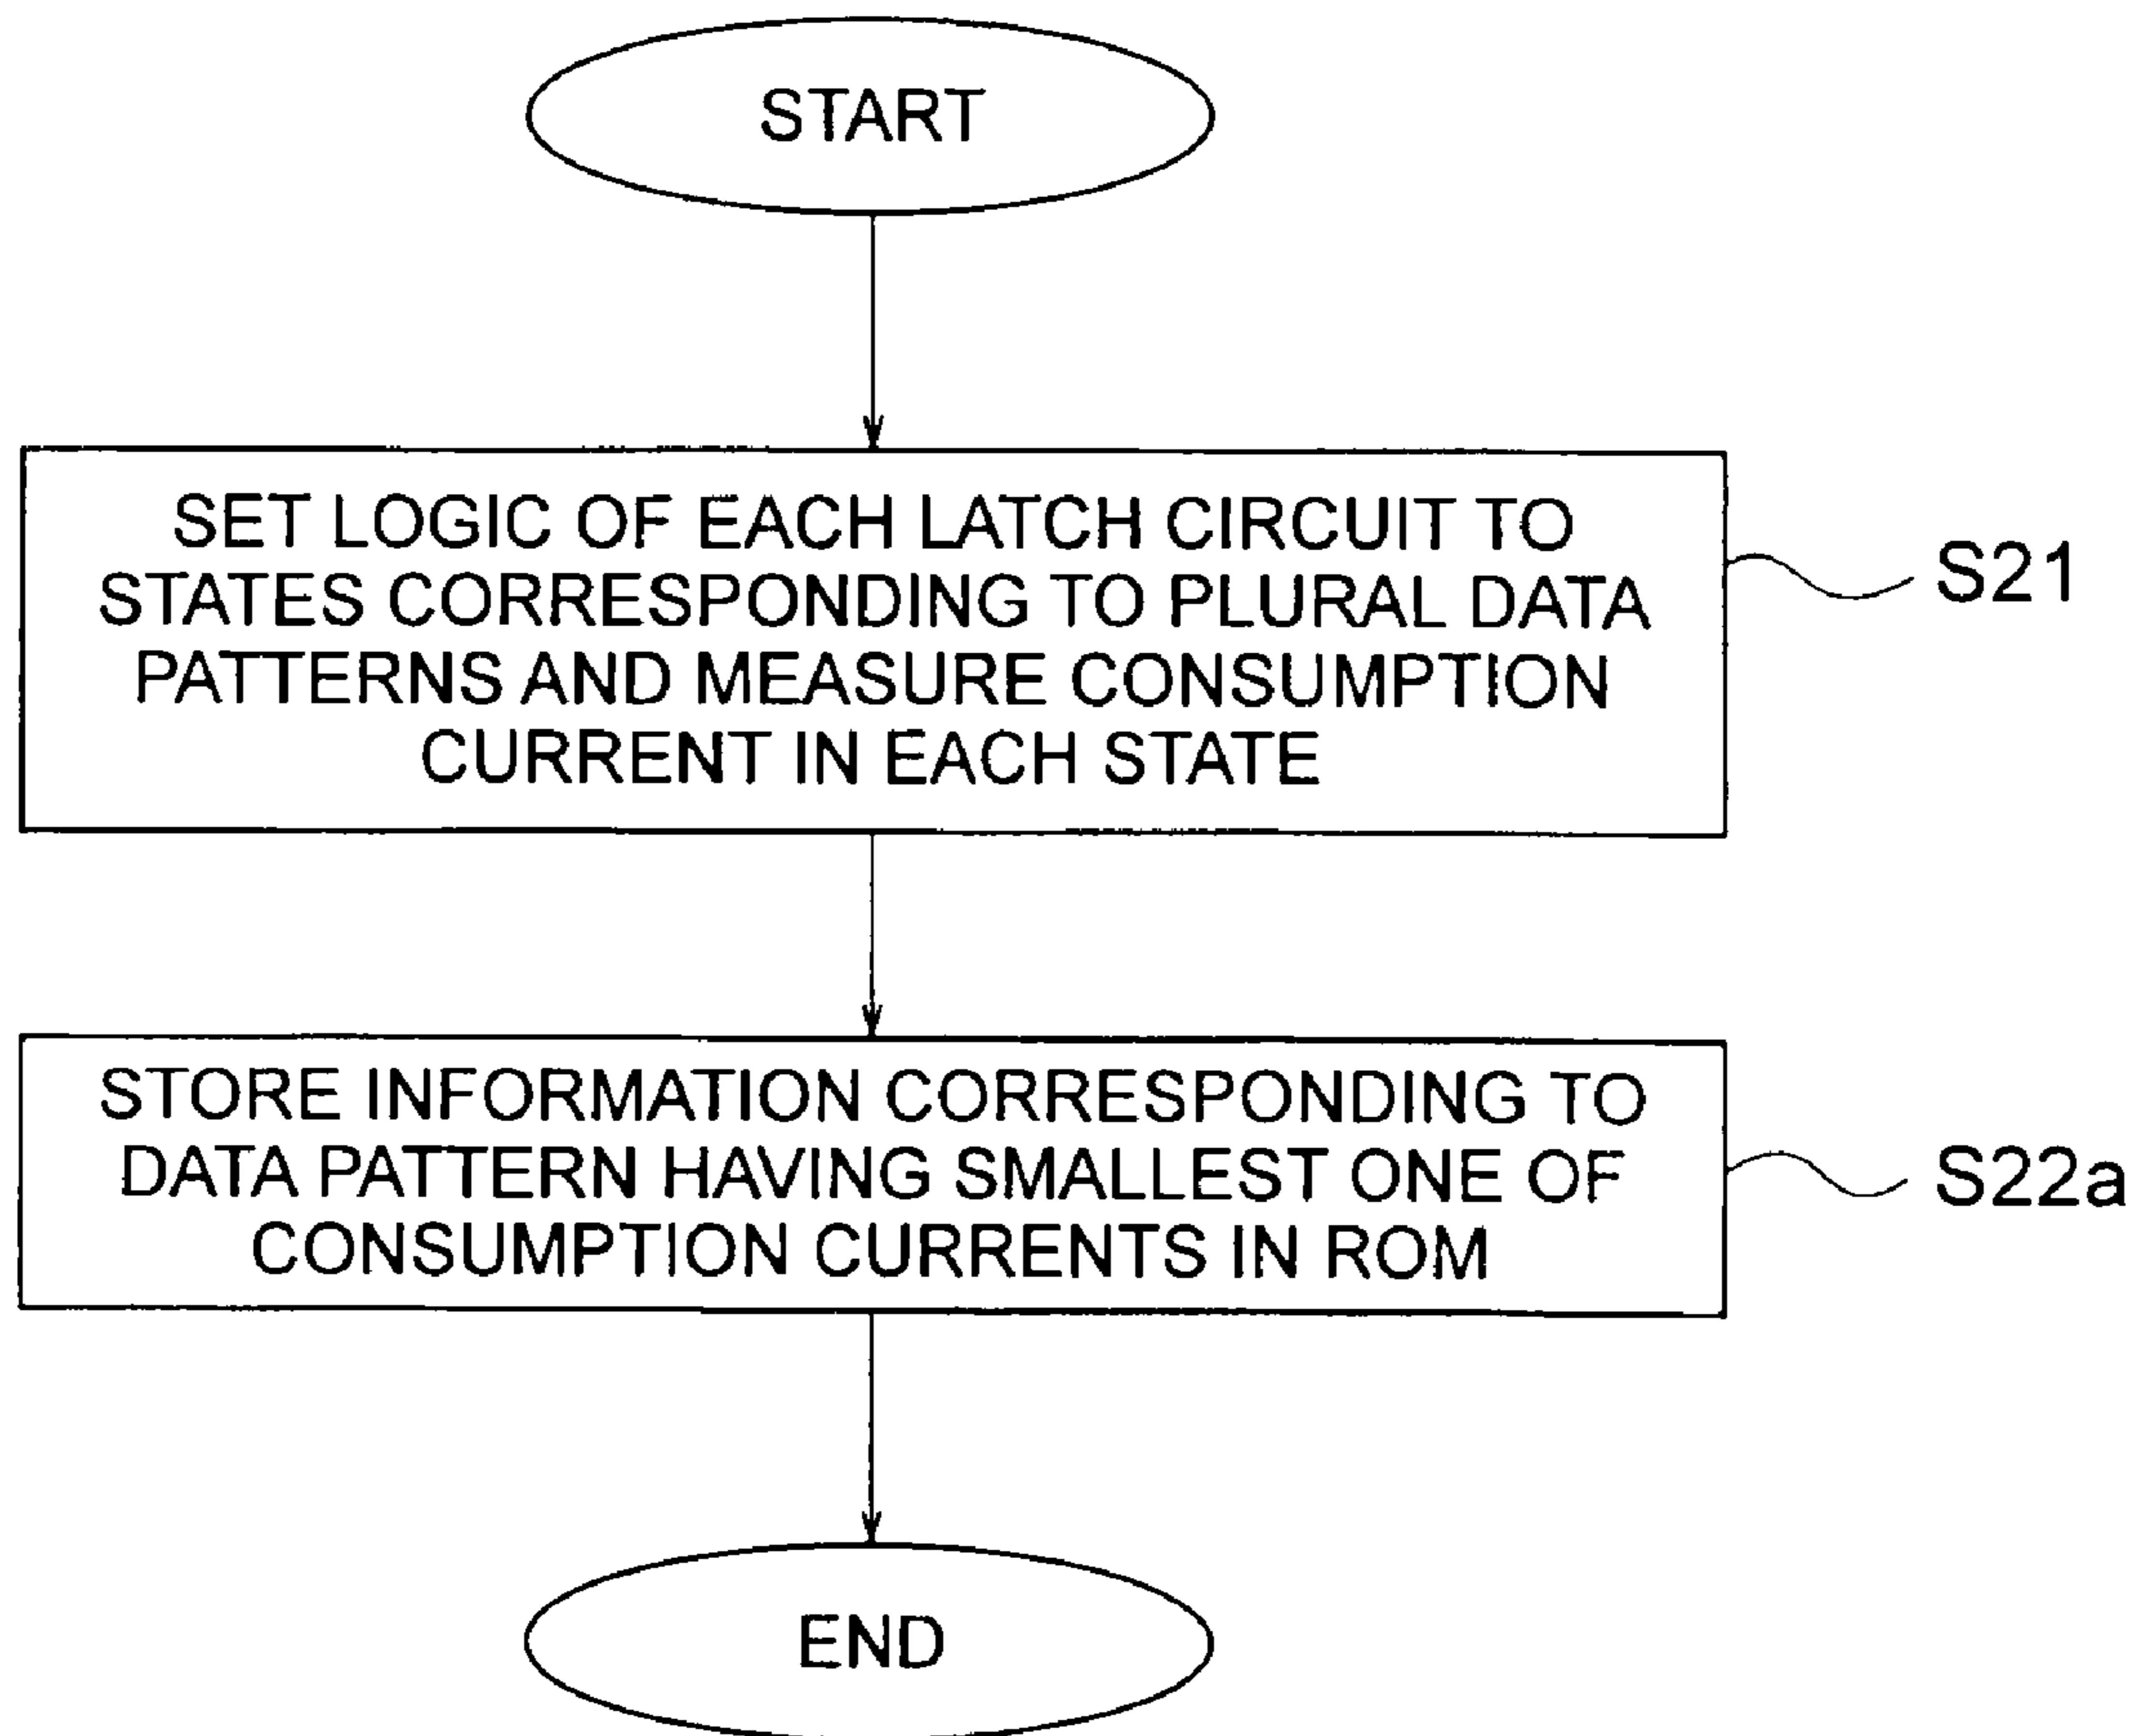 START
SET LOGIC OF EACH LATCH CIRCUIT TO
STATES CORRESPONDING TO PLURAL DATA
PATTERNS AND MEASURE CONSUMPTION
CURRENT IN EACH STATE
S21
STORE INFORMATION CORRESPONDING TO
DATA PATTERN HAVING SMALLEST ONE OF
CONSUMPTION CURRENTS IN ROM
S22a
END